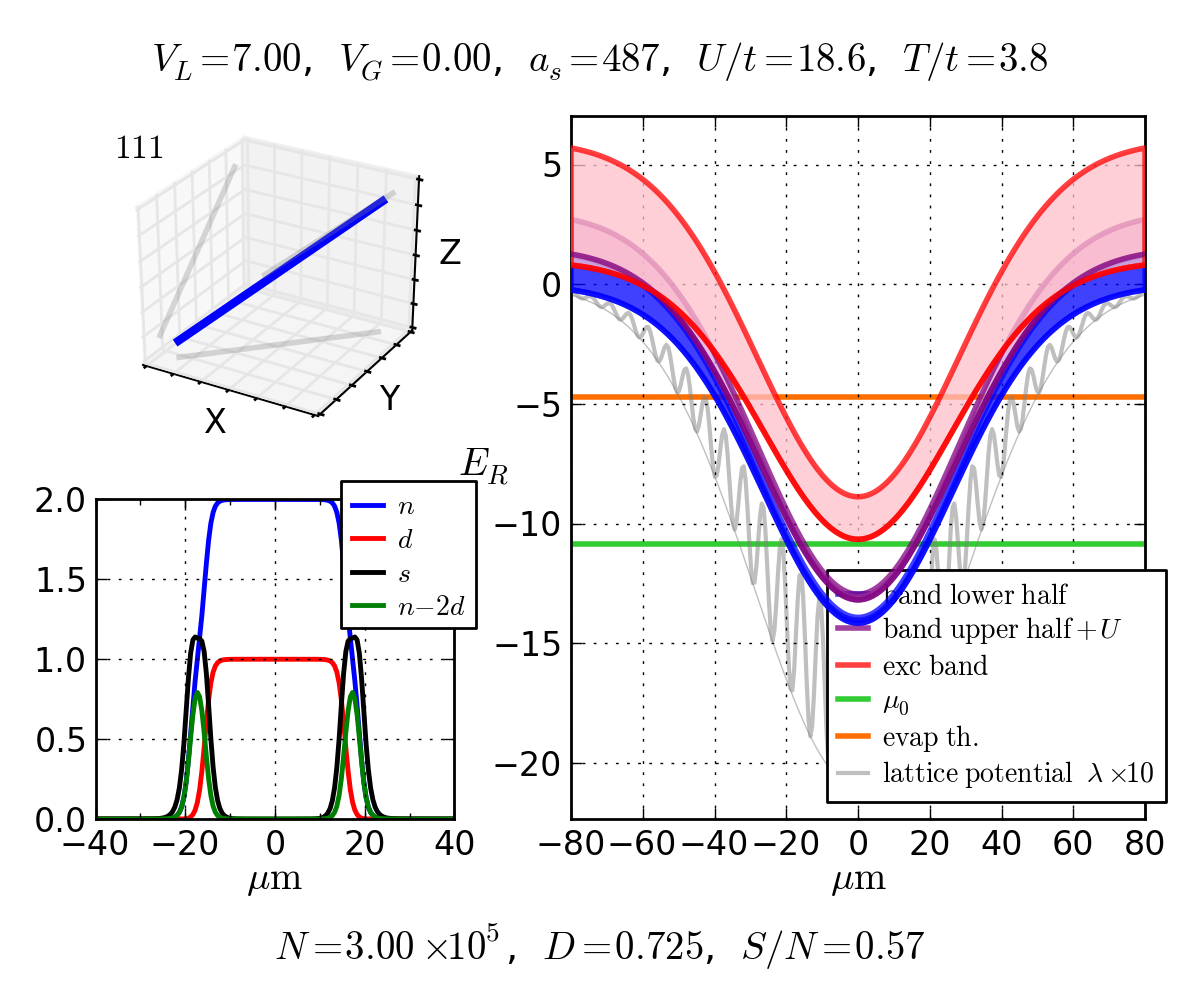 V_L=7.00, V_G=0.00, a_s=487, U/t=18.6, T/t=3.8
111
Z
Y
X
E_R
5
0
−5
−10
−15
−20
−80 −60 −40 −20 0 20 40 60 80
μm
band lower half
band upper half+U
exc band
μ_0
evap th.
lattice potential λ×10
2.0
1.5
1.0
0.5
0.0
−40 −20 0 20 40
μm
n
d
s
n−2d
N=3.00×10^5, D=0.725, S/N=0.57